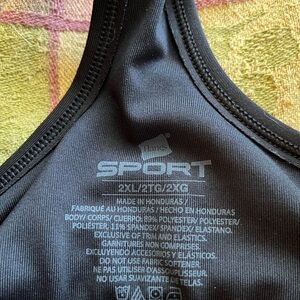 Hanes
SPORT
2XL/2TG/2XG
MADE IN HONDURAS /
FABRIQUÉ AU HONDURAS / HECHO EN HONDURAS
BODY/ CORPS/ CUERPO: 89% POLYESTER/ POLYESTER/
POLIÉSTER, 11% SPANDEX/ SPANDEX/ ELASTANO.
EXCLUSIVE OF TRIM AND ELASTICS.
GARNITURES NON COMPRISES.
EXCLUYENDO ACCESORIOS Y ELÁSTICOS.
DO NOT USE FABRIC SOFTENER.
NE PAS UTILISER D'ASSOUPLISSANT.
NO USAR SUAVIZANTE DE TELAS.